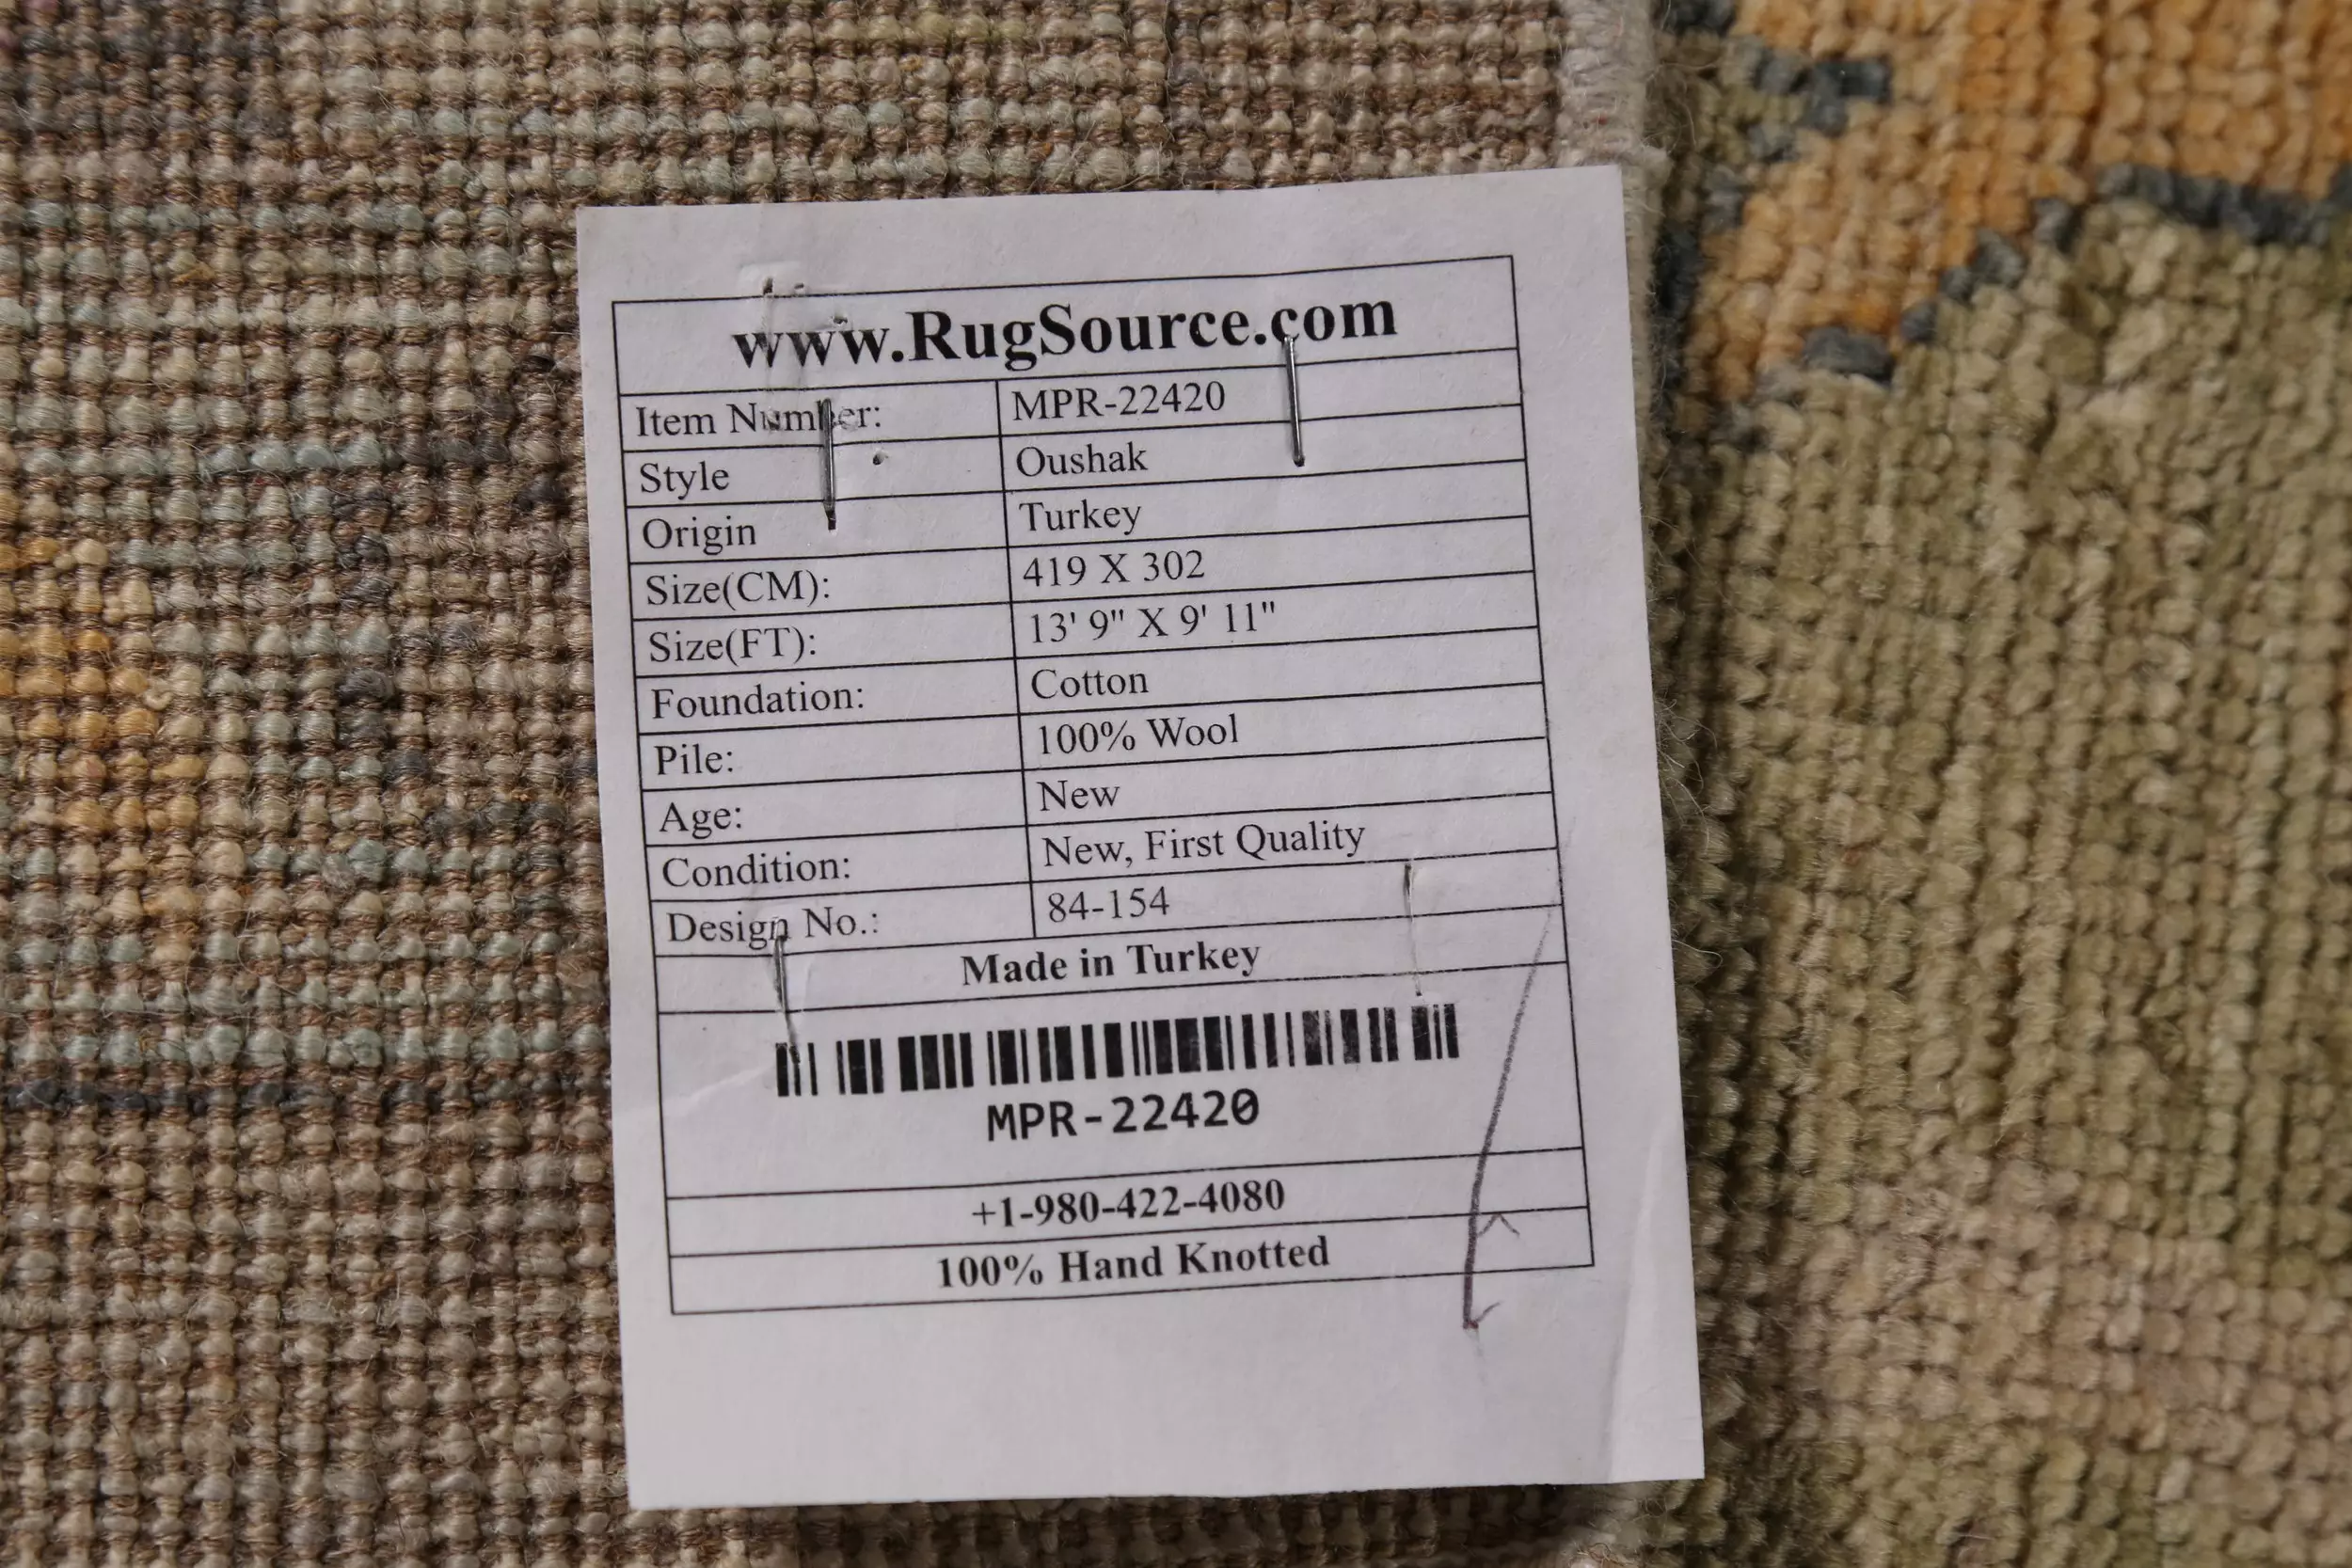 www.RugSource.com
Item Number: MPR-22420
Style Oushak
Origin Turkey
Size(CM): 419 X 302
Size(FT): 13' 9" X 9' 11"
Foundation: Cotton
Pile: 100% Wool
Age: New
Condition: New, First Quality
Design No.: 84-154
Made in Turkey
MPR-22420
+1-980-422-4080
100% Hand Knotted